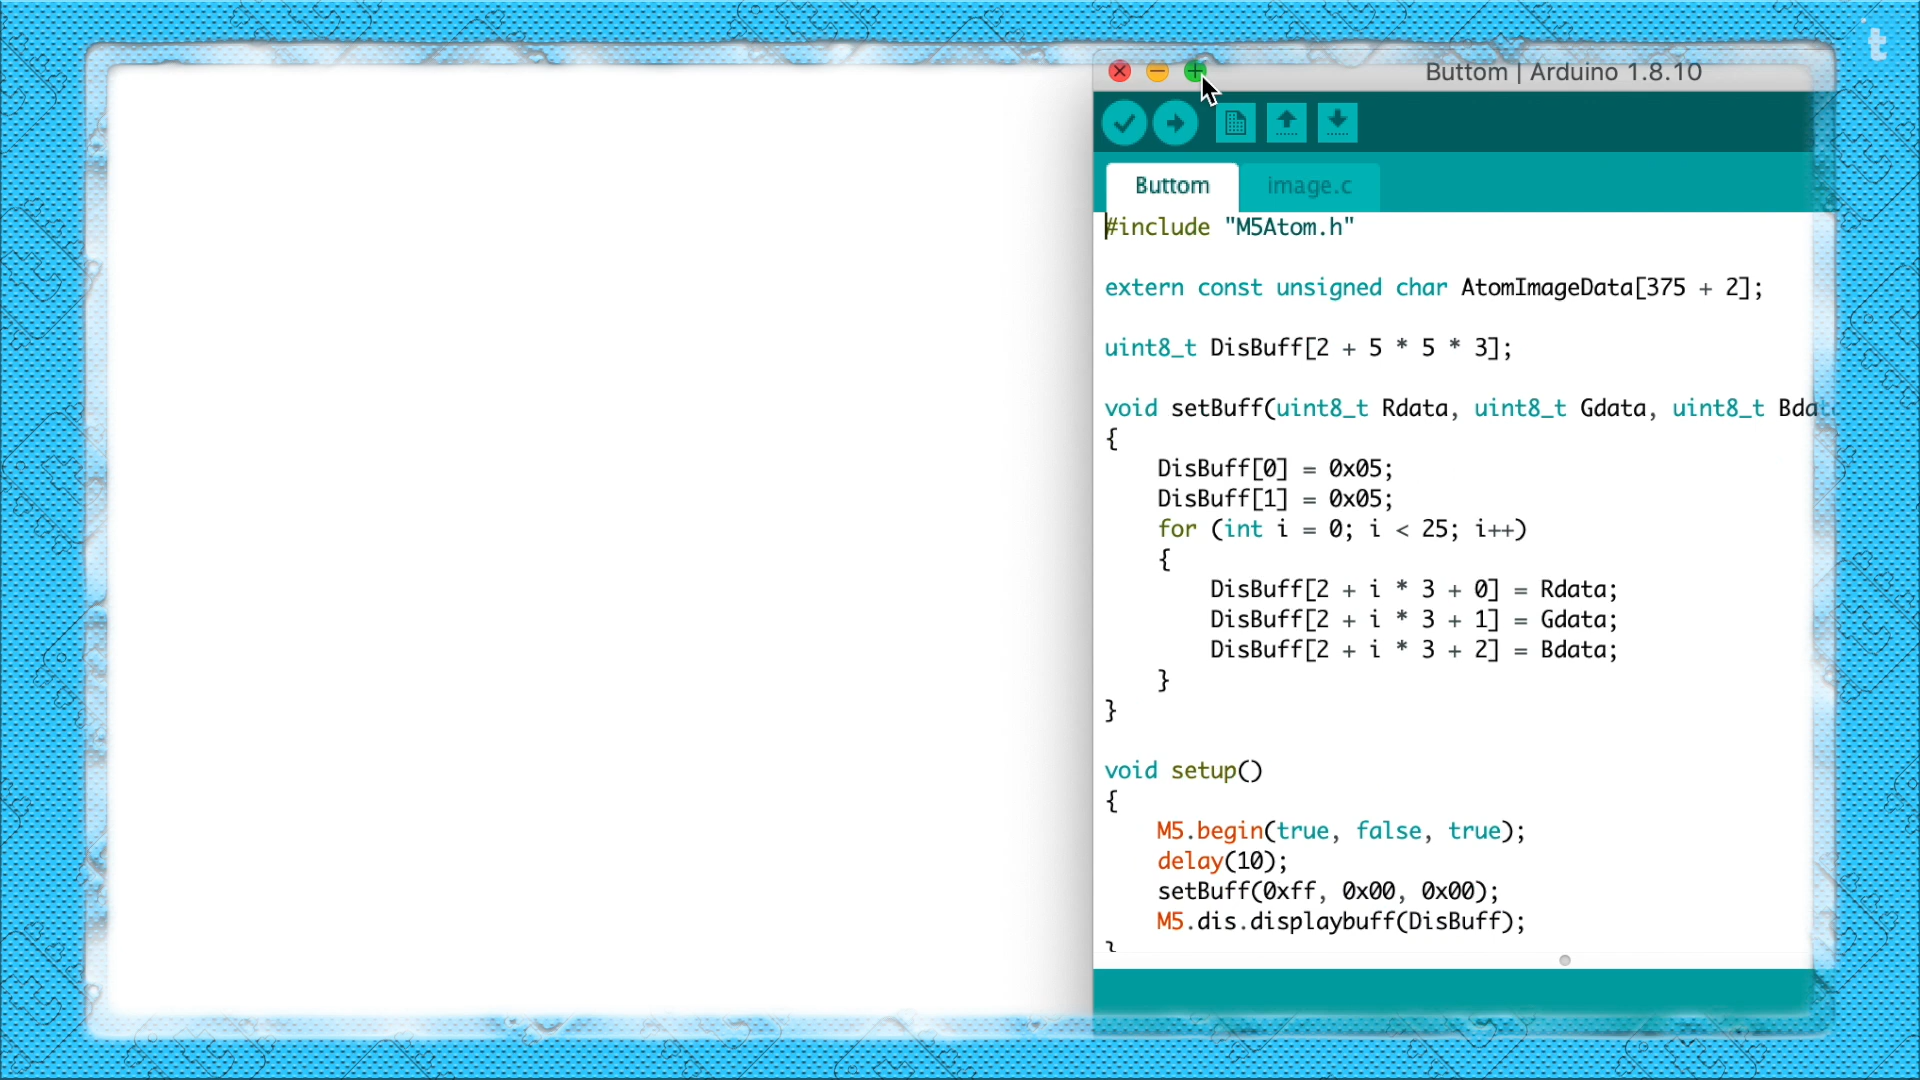 t
Buttom | Arduino 1.8.10
Buttom image.c
#include "M5Atom.h"
extern const unsigned char AtomImageData[375 + 2];
uint8_t DisBuff[2 + 5 * 5 * 3];
void setBuff(uint8_t Rdata, uint8_t Gdata, uint8_t Bdat
{
DisBuff[0] = 0x05;
DisBuff[1] = 0x05;
for (int i = 0; i < 25; i++)
{
DisBuff[2 + i * 3 + 0] = Rdata;
DisBuff[2 + i * 3 + 1] = Gdata;
DisBuff[2 + i * 3 + 2] = Bdata;
}
}
void setup()
{
M5.begin(true, false, true);
delay(10);
setBuff(0xff, 0x00, 0x00);
M5.dis.displaybuff(DisBuff);
}